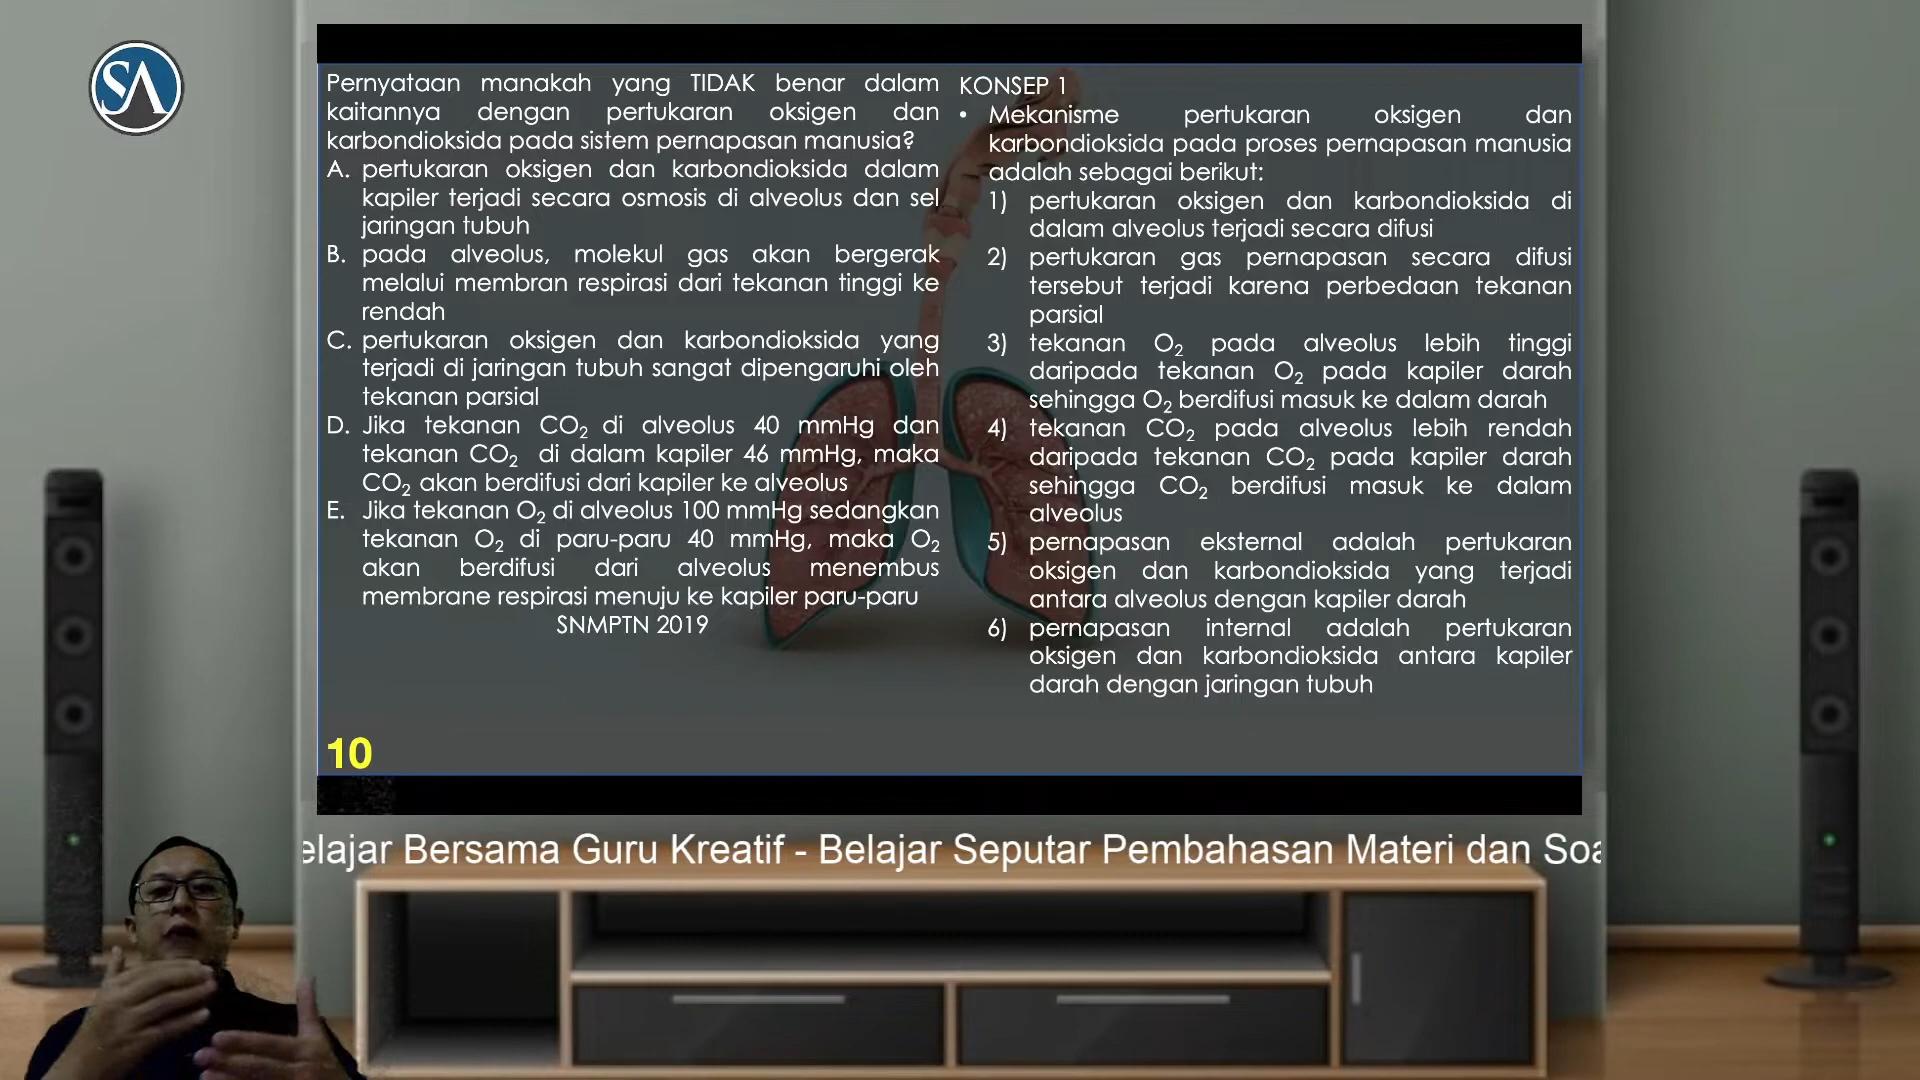 SA
Pernyataan manakah yang TIDAK benar dalam
kaitannya dengan pertukaran oksigen dan
karbondioksida pada sistem pernapasan manusia?
A. pertukaran oksigen dan karbondioksida dalam
kapiler terjadi secara osmosis di alveolus dan sel
jaringan tubuh
B. pada alveolus, molekul gas akan bergerak
melalui membran respirasi dari tekanan tinggi ke
rendah
C. pertukaran oksigen dan karbondioksida yang
terjadi di jaringan tubuh sangat dipengaruhi oleh
tekanan parsial
D. Jika tekanan CO₂ di alveolus 40 mmHg dan
tekanan CO₂ di dalam kapiler 46 mmHg, maka
CO₂ akan berdifusi dari kapiler ke alveolus
E. Jika tekanan O₂ di alveolus 100 mmHg sedangkan
tekanan O₂ di paru-paru 40 mmHg, maka O₂
akan berdifusi dari alveolus menembus
membrane respirasi menuju ke kapiler paru-paru
SNMPTN 2019
10
KONSEP 1
• Mekanisme pertukaran oksigen dan
karbondioksida pada proses pernapasan manusia
adalah sebagai berikut:
1) pertukaran oksigen dan karbondioksida di
dalam alveolus terjadi secara difusi
2) pertukaran gas pernapasan secara difusi
tersebut terjadi karena perbedaan tekanan
parsial
3) tekanan O₂ pada alveolus lebih tinggi
daripada tekanan O₂ pada kapiler darah
sehingga O₂ berdifusi masuk ke dalam darah
4) tekanan CO₂ pada alveolus lebih rendah
daripada tekanan CO₂ pada kapiler darah
sehingga CO₂ berdifusi masuk ke dalam
alveolus
5) pernapasan eksternal adalah pertukaran
oksigen dan karbondioksida yang terjadi
antara alveolus dengan kapiler darah
6) pernapasan internal adalah pertukaran
oksigen dan karbondioksida antara kapiler
darah dengan jaringan tubuh
elajar Bersama Guru Kreatif - Belajar Seputar Pembahasan Materi dan Soa